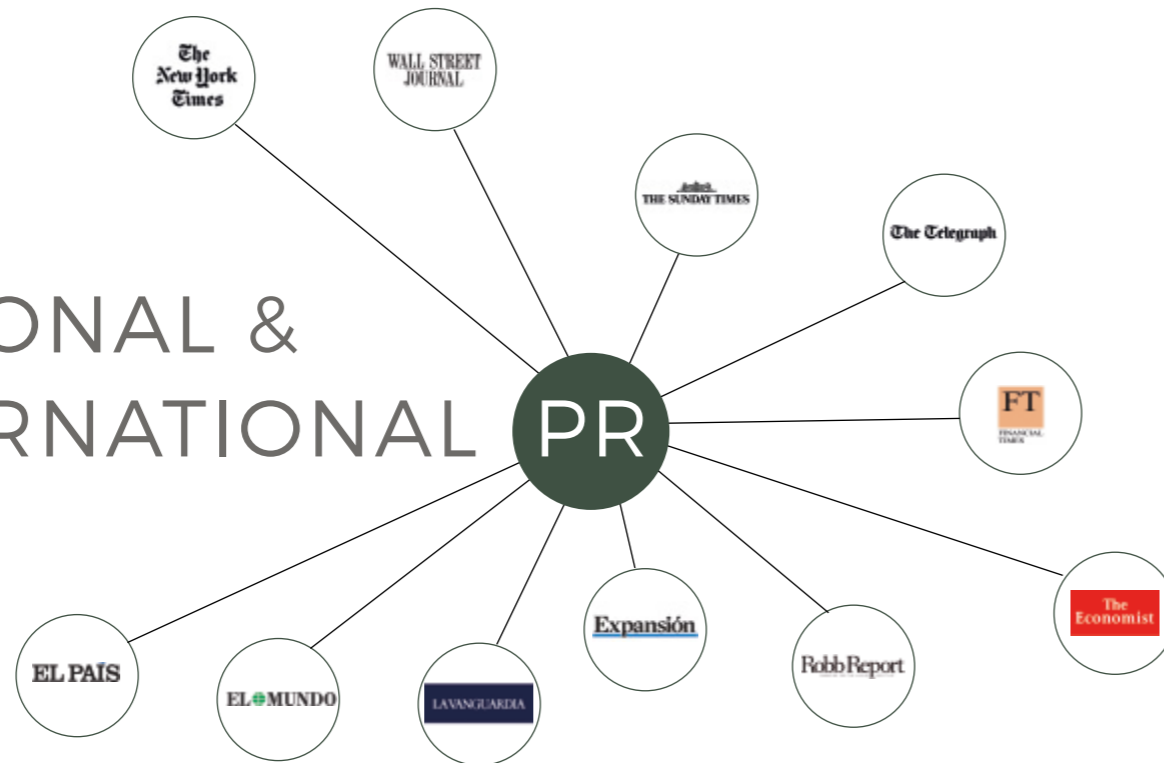 The
New York
Times
WALL STREET
JOURNAL
THE SUNDAY TIMES
The Telegraph
ONAL &
RNATIONAL PR
FT
FINANCIAL
TIMES
The
Economist
Expansión
Robb Report
EL PAÍS
EL MUNDO
LA VANGUARDIA